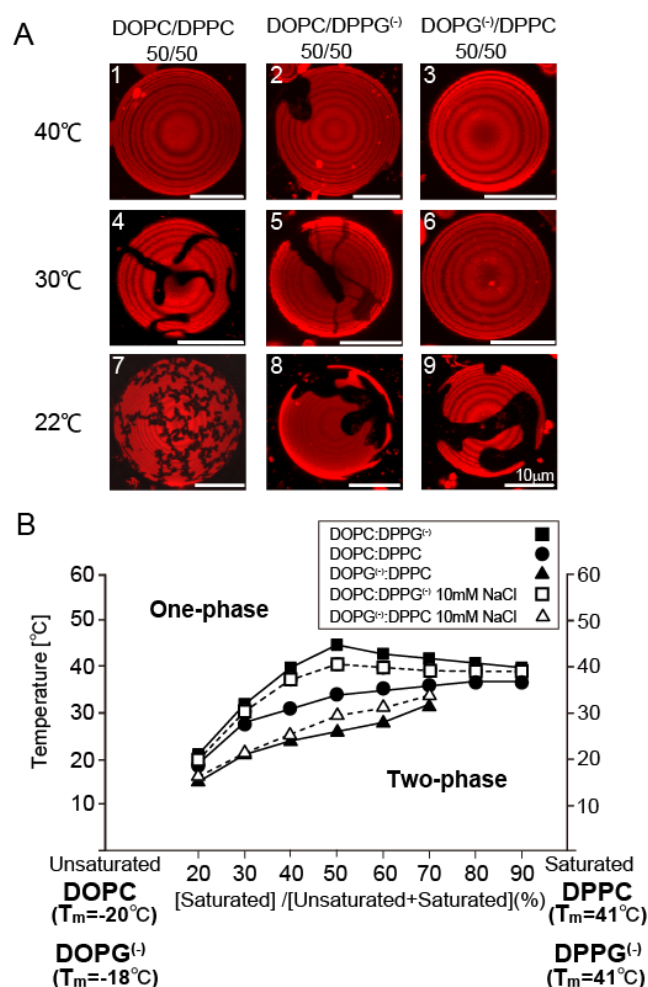 A
DOPC/DPPC
50/50
DOPC/DPPG⁽⁻⁾
50/50
DOPG⁽⁻⁾/DPPC
50/50
40℃
1
2
3
30℃
4
5
6
22℃
7
8
9
10μm
B
DOPC:DPPG⁽⁻⁾
DOPC:DPPC
DOPG⁽⁻⁾:DPPC
DOPC:DPPG⁽⁻⁾ 10mM NaCl
DOPG⁽⁻⁾:DPPC 10mM NaCl
One-phase
Two-phase
Temperature [℃]
60
50
40
30
20
10
60
50
40
30
20
10
20 30 40 50 60 70 80 90
[Saturated] /[Unsaturated+Saturated](%)
Unsaturated
DOPC
(Tm=-20℃)
DOPG⁽⁻⁾
(Tm=-18℃)
Saturated
DPPC
(Tm=41℃)
DPPG⁽⁻⁾
(Tm=41℃)